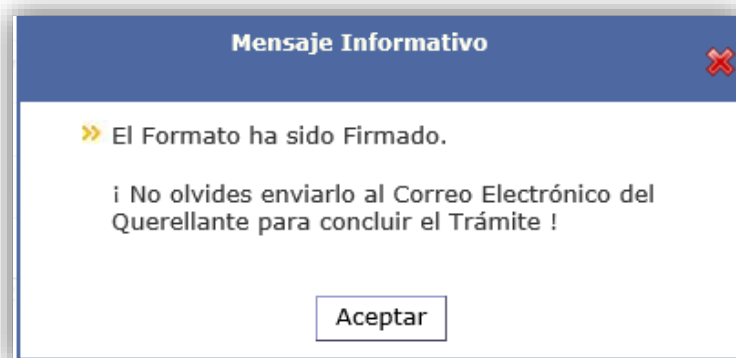 Mensaje Informativo
El Formato ha sido Firmado.
¡ No olvides enviarlo al Correo Electrónico del
Querellante para concluir el Trámite !
Aceptar